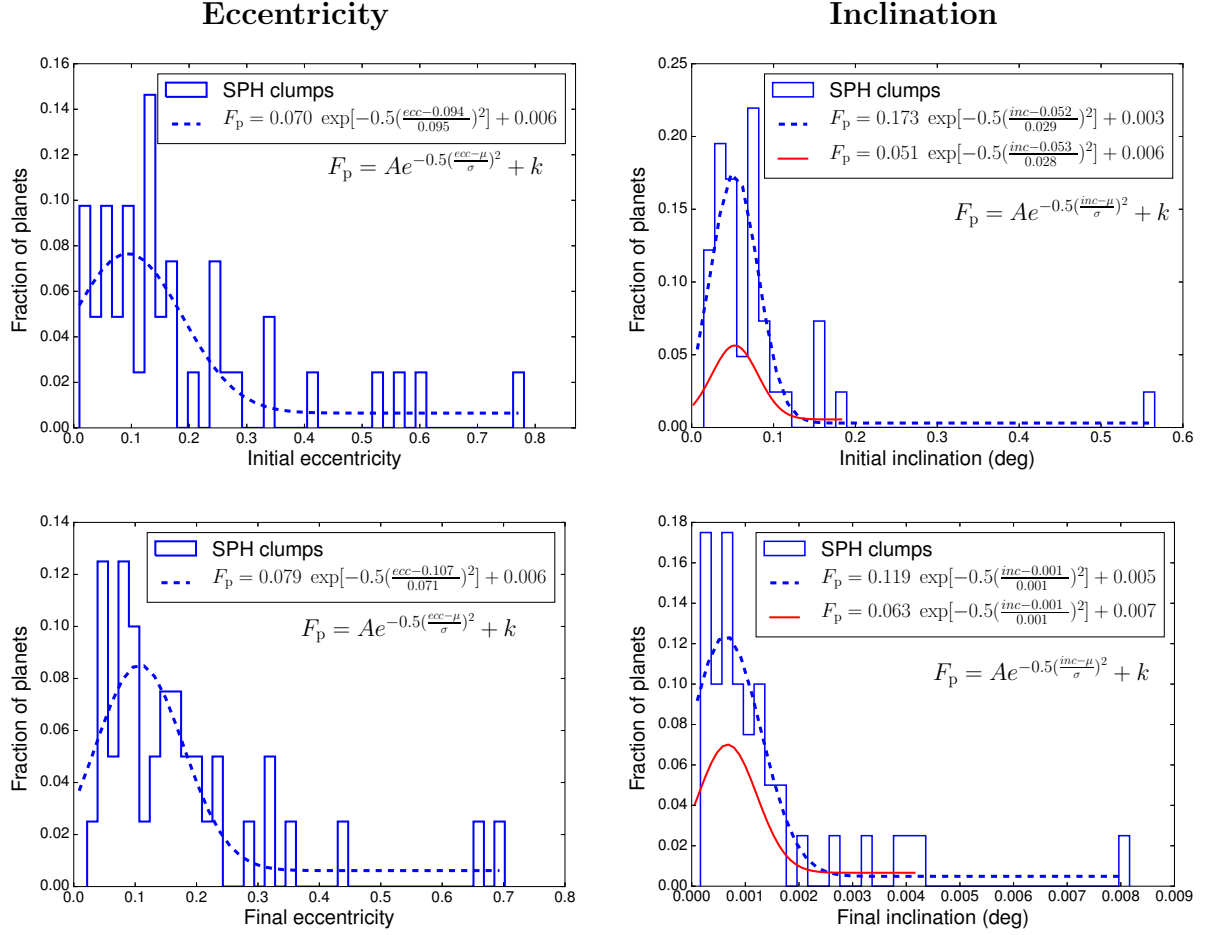 Eccentricity
Inclination
0.16
0.14
0.12
0.10
0.08
0.06
0.04
0.02
0.00
Fraction of planets
SPH clumps
F_p = 0.070 exp[−0.5(\frac{ecc−0.094}{0.095})^2] + 0.006
F_p = Ae^{−0.5(\frac{ecc−μ}{σ})^2} + k
0.0 0.1 0.2 0.3 0.4 0.5 0.6 0.7 0.8
Initial eccentricity
0.25
0.20
0.15
0.10
0.05
0.00
Fraction of planets
SPH clumps
F_p = 0.173 exp[−0.5(\frac{inc−0.052}{0.029})^2] + 0.003
F_p = 0.051 exp[−0.5(\frac{inc−0.053}{0.028})^2] + 0.006
F_p = Ae^{−0.5(\frac{inc−μ}{σ})^2} + k
0.0 0.1 0.2 0.3 0.4 0.5 0.6
Initial inclination (deg)
0.14
0.12
0.10
0.08
0.06
0.04
0.02
0.00
Fraction of planets
SPH clumps
F_p = 0.079 exp[−0.5(\frac{ecc−0.107}{0.071})^2] + 0.006
F_p = Ae^{−0.5(\frac{ecc−μ}{σ})^2} + k
0.0 0.1 0.2 0.3 0.4 0.5 0.6 0.7 0.8
Final eccentricity
0.18
0.16
0.14
0.12
0.10
0.08
0.06
0.04
0.02
0.00
Fraction of planets
SPH clumps
F_p = 0.119 exp[−0.5(\frac{inc−0.001}{0.001})^2] + 0.005
F_p = 0.063 exp[−0.5(\frac{inc−0.001}{0.001})^2] + 0.007
F_p = Ae^{−0.5(\frac{inc−μ}{σ})^2} + k
0.000 0.001 0.002 0.003 0.004 0.005 0.006 0.007 0.008 0.009
Final inclination (deg)